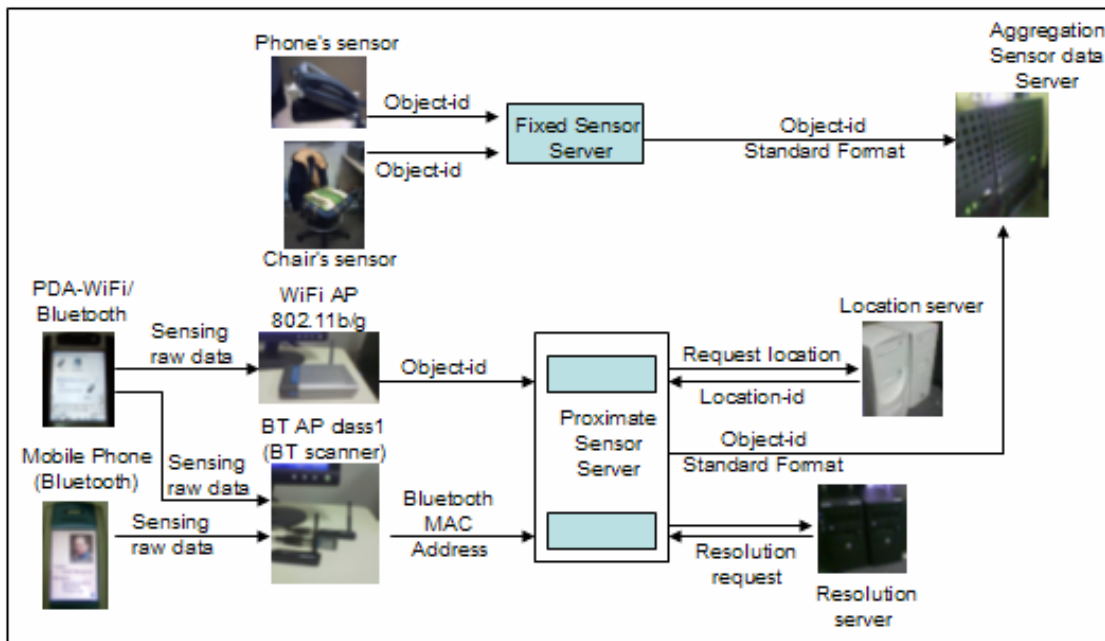 Phone's sensor
Aggregation
Sensor data
Server
Object-id
Fixed Sensor
Server
Object-id
Standard Format
Object-id
Chair's sensor
PDA-WiFi/
Bluetooth
WiFi AP
802.11b/g
Location server
Sensing
raw data
Object-id
Request location
Location-id
Proximate
Sensor
Server
BT AP dass1
(BT scanner)
Mobile Phone
(Bluetooth)
Sensing
raw data
Object-id
Standard Format
Bluetooth
MAC
Address
Sensing
raw data
Resolution
request
Resolution
server